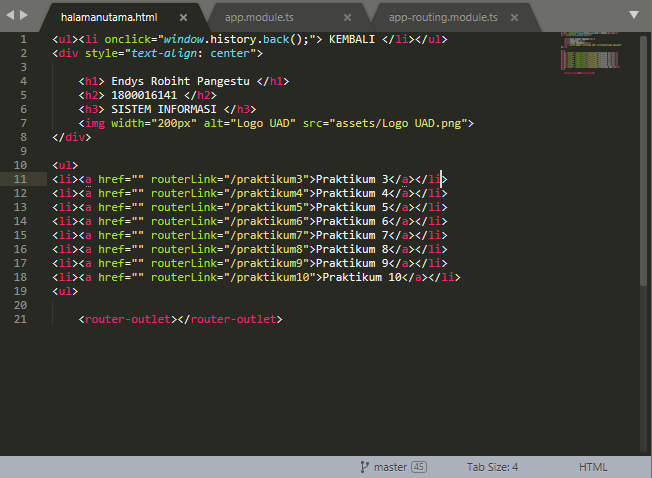 halamanutama.html × app.module.ts × app-routing.module.ts ×
1 <ul><li onclick="window.history.back();"> KEMBALI </li></ul>
2 <div style="text-align: center">
3
4 <h1> Endys Robiht Pangestu </h1>
5 <h2> 1800016141 </h2>
6 <h3> SISTEM INFORMASI </h3>
7 <img width="200px" alt="Logo UAD" src="assets/Logo UAD.png">
8 </div>
9
10 <ul>
11 <li><a href="" routerLink="/praktikum3">Praktikum 3</a></li>
12 <li><a href="" routerLink="/praktikum4">Praktikum 4</a></li>
13 <li><a href="" routerLink="/praktikum5">Praktikum 5</a></li>
14 <li><a href="" routerLink="/praktikum6">Praktikum 6</a></li>
15 <li><a href="" routerLink="/praktikum7">Praktikum 7</a></li>
16 <li><a href="" routerLink="/praktikum8">Praktikum 8</a></li>
17 <li><a href="" routerLink="/praktikum9">Praktikum 9</a></li>
18 <li><a href="" routerLink="/praktikum10">Praktikum 10</a></li>
19 <ul>
20
21 <router-outlet></router-outlet>
master 45 Tab Size: 4 HTML